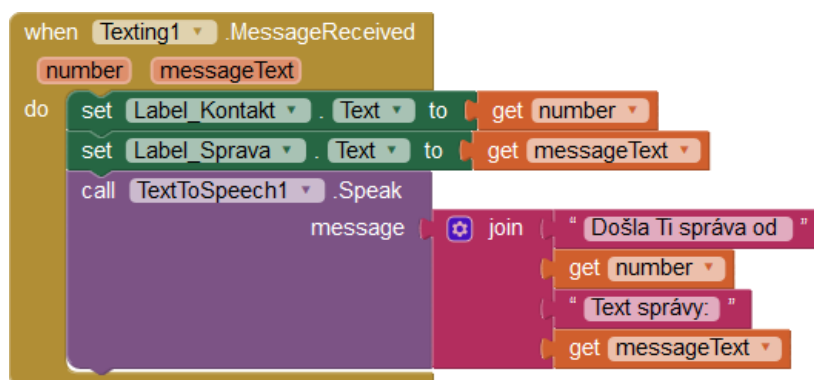 when Texting1 .MessageReceived
number messageText
do set Label_Kontakt . Text to get number
set Label_Sprava . Text to get messageText
call TextToSpeech1 .Speak
message join " Došla Ti správa od "
get number
" Text správy: "
get messageText